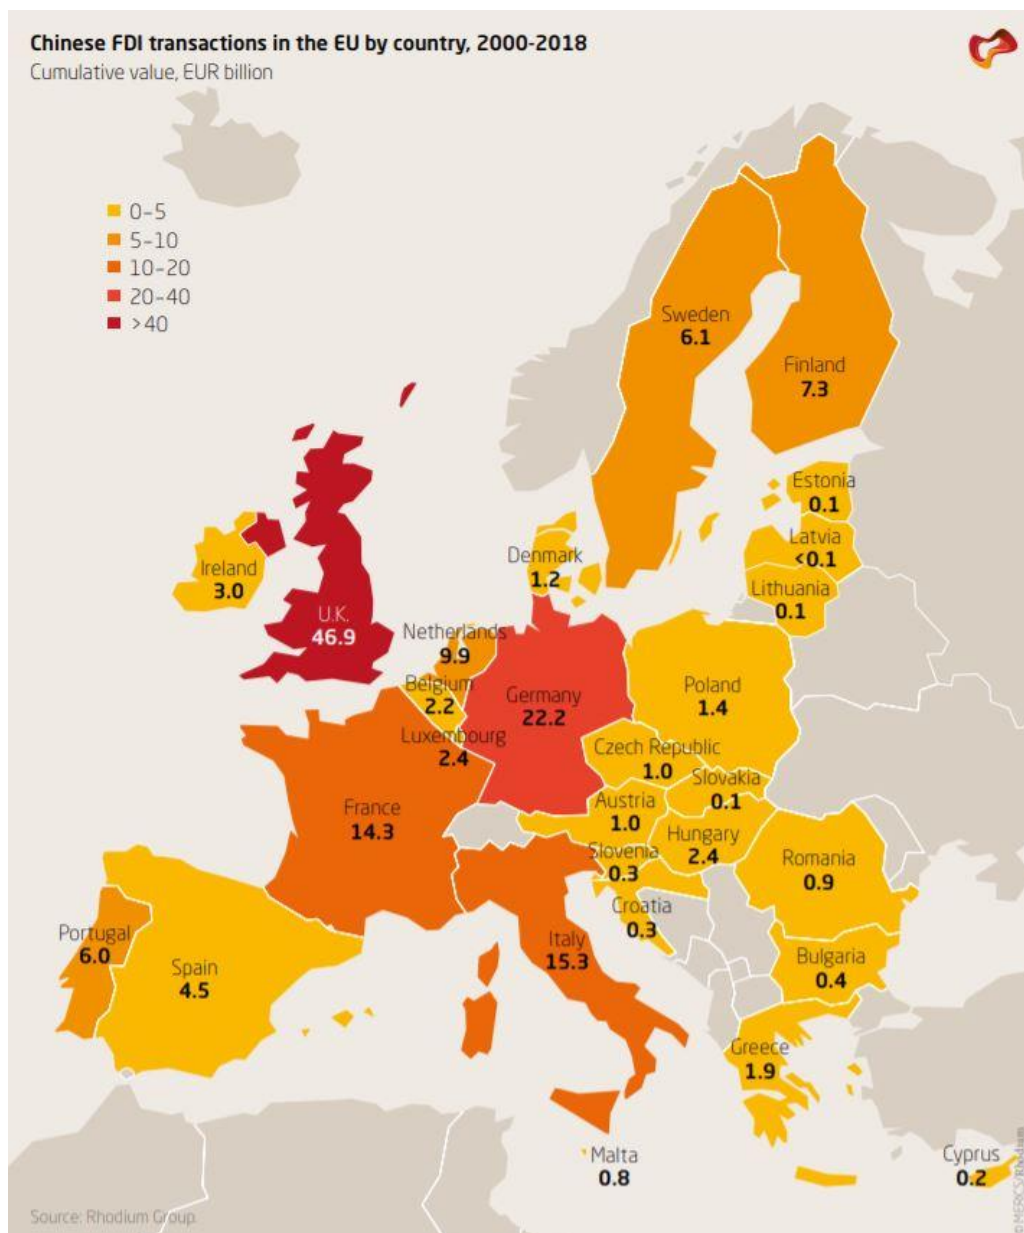 Chinese FDI transactions in the EU by country, 2000-2018
Cumulative value, EUR billion
0-5
5-10
10-20
20-40
>40
Sweden
6.1
Finland
7.3
Estonia
0.1
Latvia
<0.1
Lithuania
0.1
Denmark
1.2
Ireland
3.0
U.K.
46.9
Netherlands
9.9
Belgium
2.2
Luxembourg
2.4
Germany
22.2
Poland
1.4
Czech Republic
1.0
Slovakia
0.1
Austria
1.0
Hungary
2.4
Slovenia
0.3
Croatia
0.3
France
14.3
Romania
0.9
Bulgaria
0.4
Portugal
6.0
Spain
4.5
Italy
15.3
Greece
1.9
Malta
0.8
Cyprus
0.2
Source: Rhodium Group
©MERICS/Rhodium